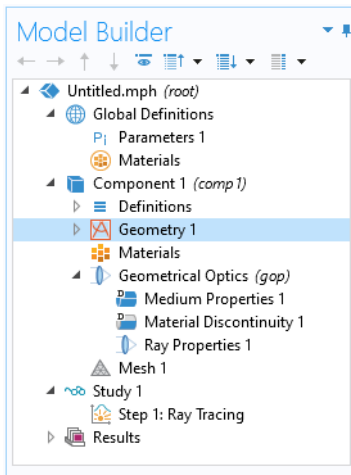 Model Builder
Untitled.mph (root)
Global Definitions
Pi Parameters 1
Materials
Component 1 (comp1)
Definitions
Geometry 1
Materials
Geometrical Optics (gop)
D Medium Properties 1
D Material Discontinuity 1
Ray Properties 1
Mesh 1
Study 1
Step 1: Ray Tracing
Results